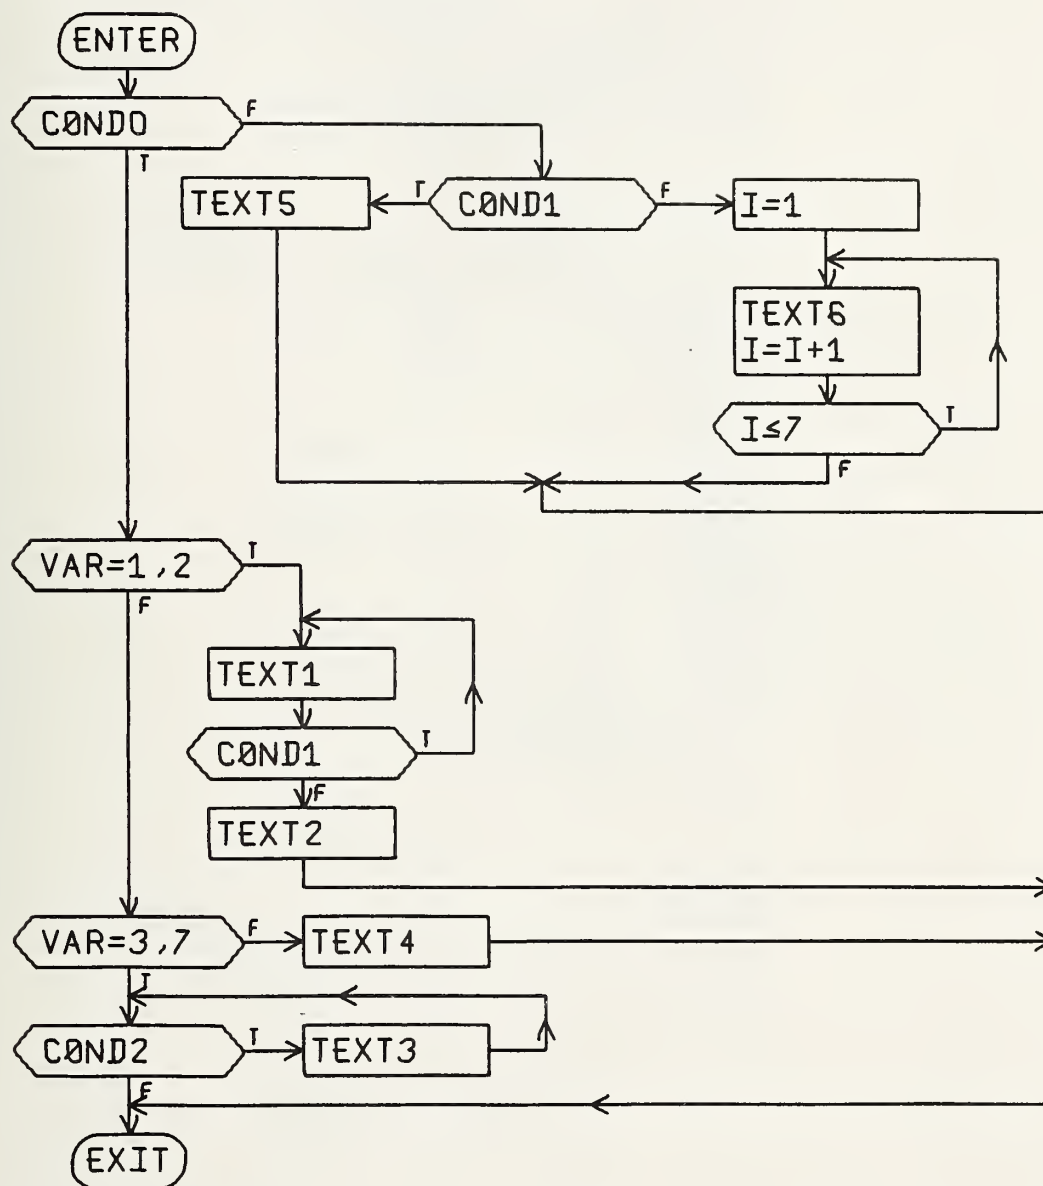 ENTER
CØND0
F
T
TEXT5
T
CØND1
F
I=1
TEXT6
I=I+1
I≤7
T
F
VAR=1,2
T
F
TEXT1
CØND1
T
F
TEXT2
VAR=3,7
F
TEXT4
T
CØND2
T
TEXT3
F
EXIT